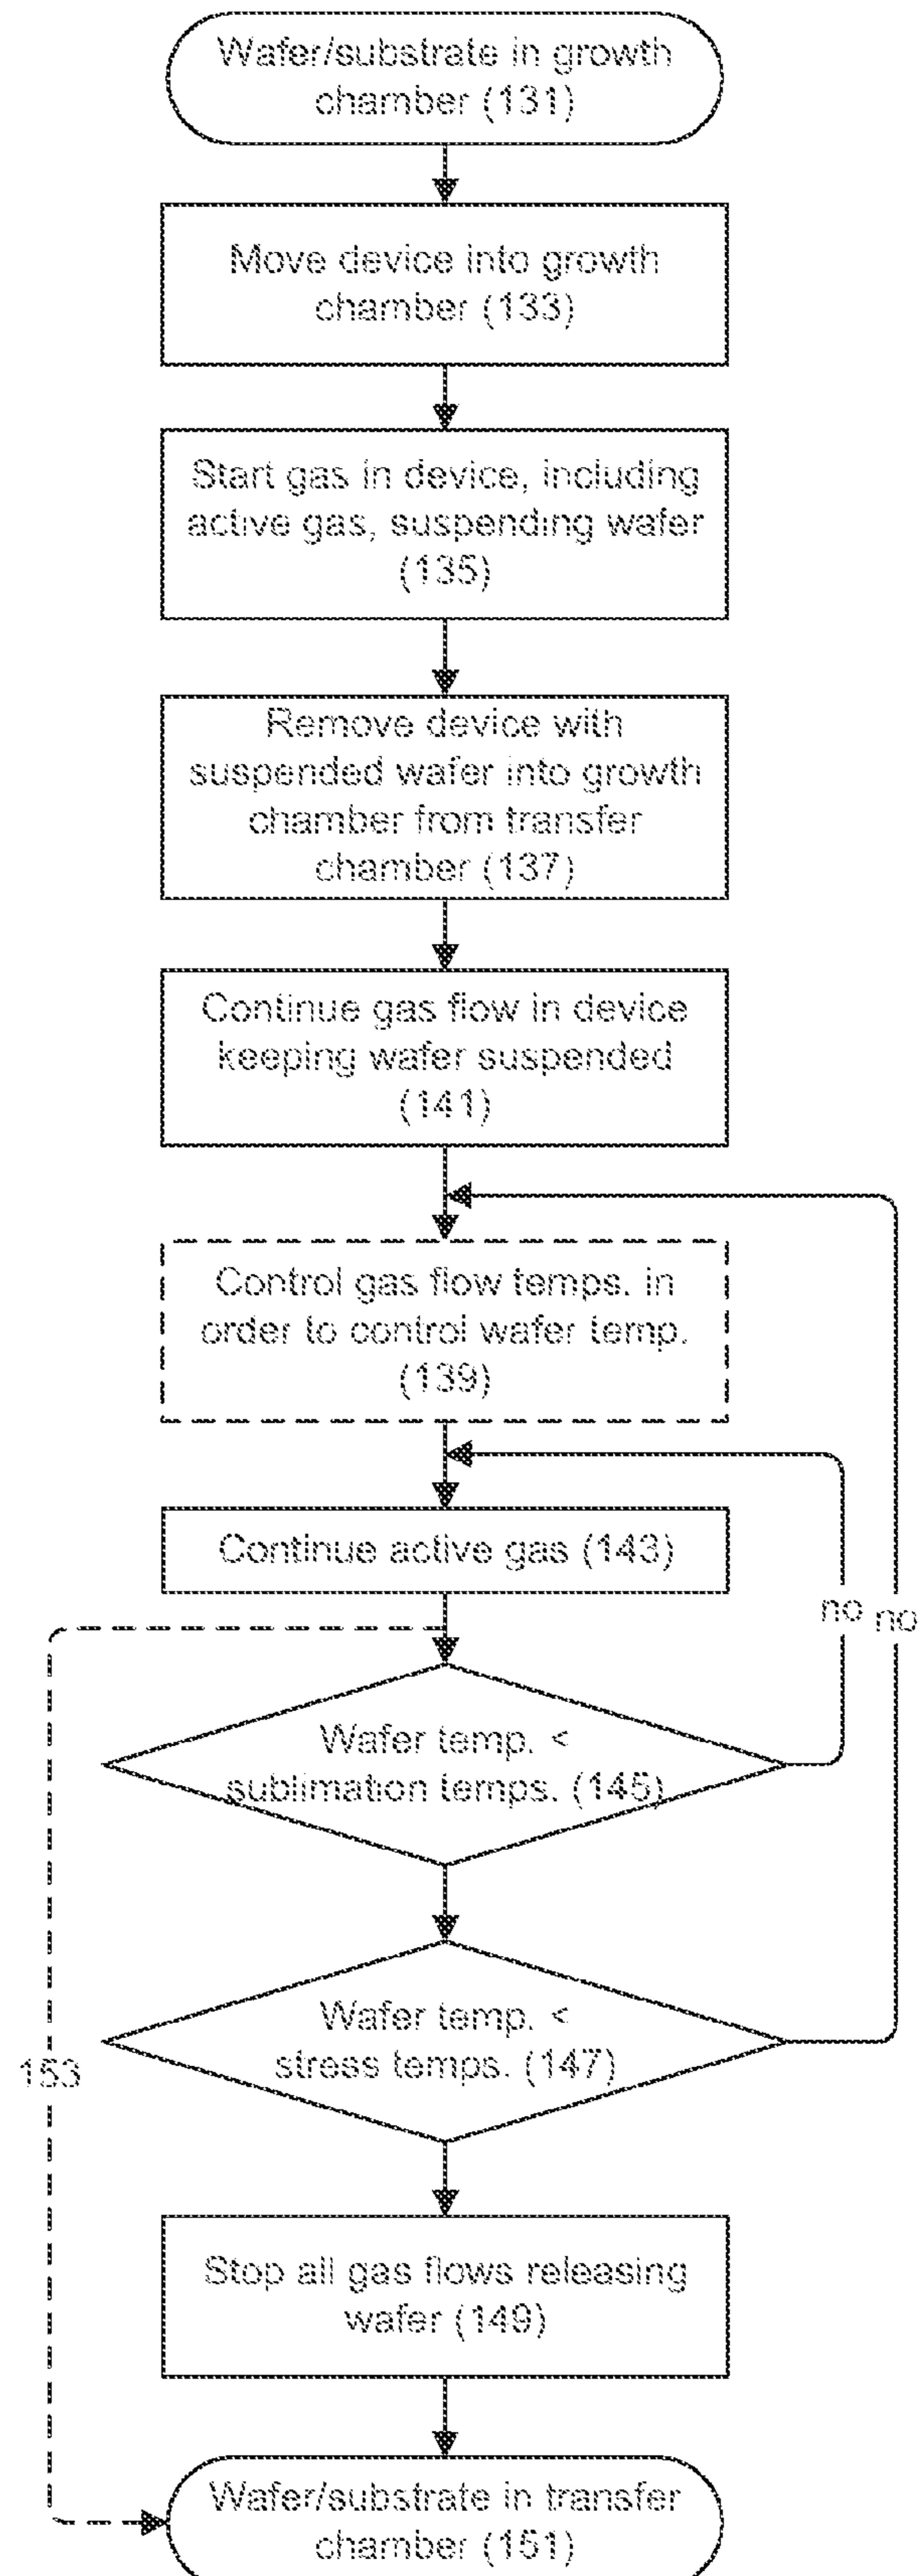 Wafer/substrate in growth
chamber (131)
Move device into growth
chamber (133)
Start gas in device, including
active gas, suspending wafer
(135)
Remove device with
suspended wafer into growth
chamber from transfer
chamber (137)
Continue gas flow in device
keeping wafer suspended
(141)
Control gas flow temps. in
order to control wafer temp.
(139)
Continue active gas (143)
no
no
Wafer temp. <
sublimation temps. (145)
Wafer temp. <
stress temps. (147)
153
Stop all gas flows releasing
wafer (149)
Wafer/substrate in transfer
chamber (151)